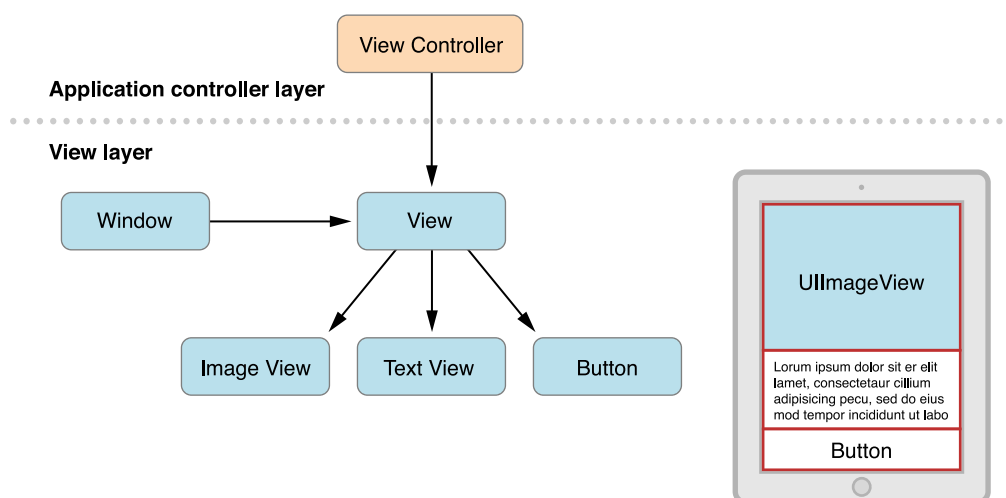 View Controller
Application controller layer
View layer
Window
View
Image View
Text View
Button
UIImageView
Lorum ipsum dolor sit er elit
lamet, consectetaur cillium
adipisicing pecu, sed do eius
mod tempor incididunt ut labo
Button